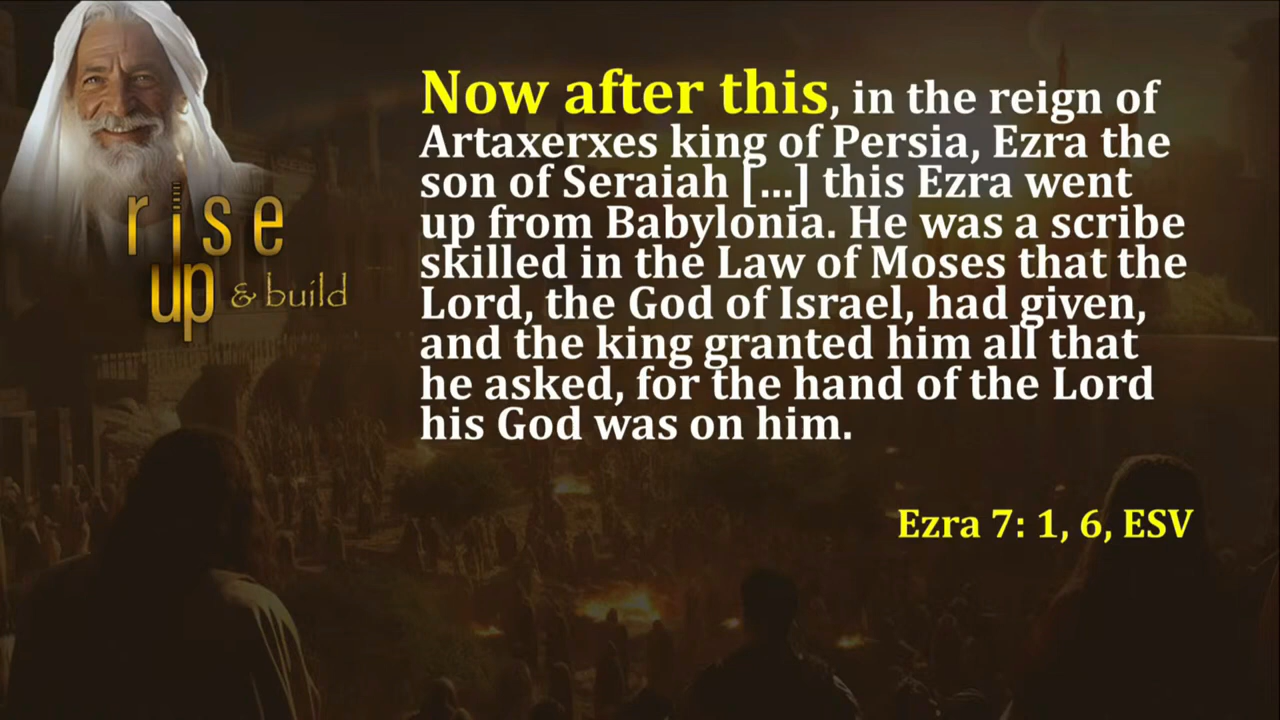 rise
up & build
Now after this, in the reign of
Artaxerxes king of Persia, Ezra the
son of Seraiah [...] this Ezra went
up from Babylonia. He was a scribe
skilled in the Law of Moses that the
Lord, the God of Israel, had given,
and the king granted him all that
he asked, for the hand of the Lord
his God was on him.
Ezra 7: 1, 6, ESV